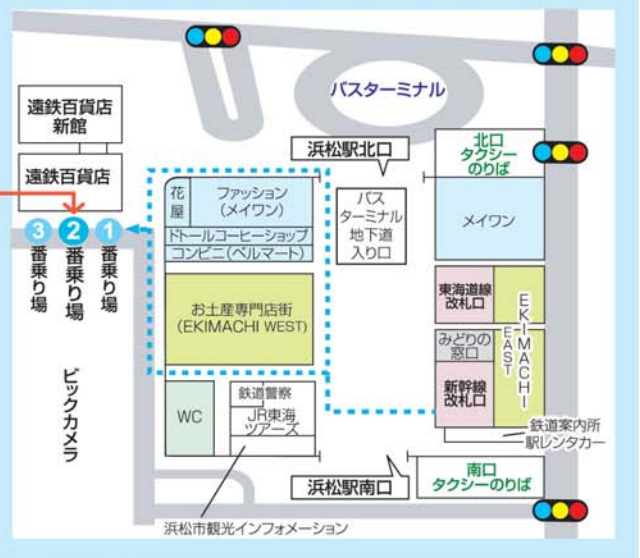 バスターミナル
遠鉄百貨店
新館
遠鉄百貨店
3
番乗り場
2
番乗り場
1
番乗り場
ビックカメラ
浜松駅北口
北口
タクシー
のりば
花屋
ファッション
(メイワン)
ドトールコーヒーショップ
コンビニ(ベルマート)
バス
ターミナル
地下道
入り口
メイワン
お土産専門店街
(EKIMACHI WEST)
東海道線
改札口
みどりの
窓口
新幹線
改札口
EKIMACHI
EAST
WC
鉄道警察
JR東海
ツアーズ
鉄道案内所
駅レンタカー
浜松駅南口
南口
タクシーのりば
浜松市観光インフォメーション